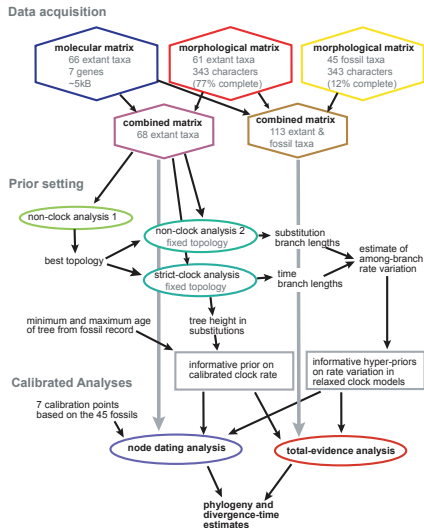 Data acquisition
molecular matrix
66 extant taxa
7 genes
~5kB
morphological matrix
61 extant taxa
343 characters
(77% complete)
morphological matrix
45 fossil taxa
343 characters
(12% complete)
combined matrix
68 extant taxa
combined matrix
113 extant &
fossil taxa
Prior setting
non-clock analysis 1
non-clock analysis 2
fixed topology
substitution
branch lengths
best topology
strict-clock analysis
fixed topology
time
branch lengths
estimate of
among-branch
rate variation
minimum and maximum age
of tree from fossil record
tree height in
substitutions
informative prior on
calibrated clock rate
informative hyper-priors
on rate variation in
relaxed clock models
Calibrated Analyses
7 calibration points
based on the 45 fossils
node dating analysis
total-evidence analysis
phylogeny and
divergence-time
estimates